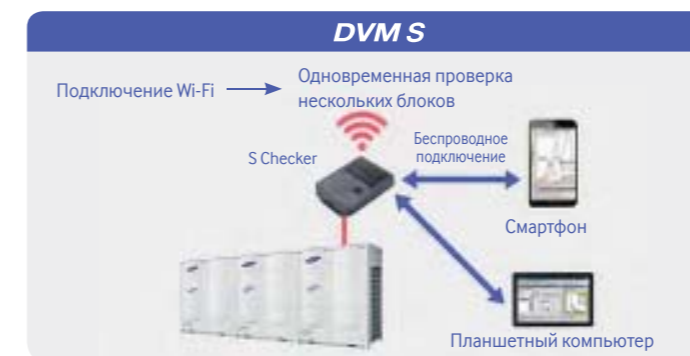 DVM S
Подключение Wi-Fi
Одновременная проверка
нескольких блоков
S Checker
Беспроводное
подключение
Смартфон
Планшетный компьютер